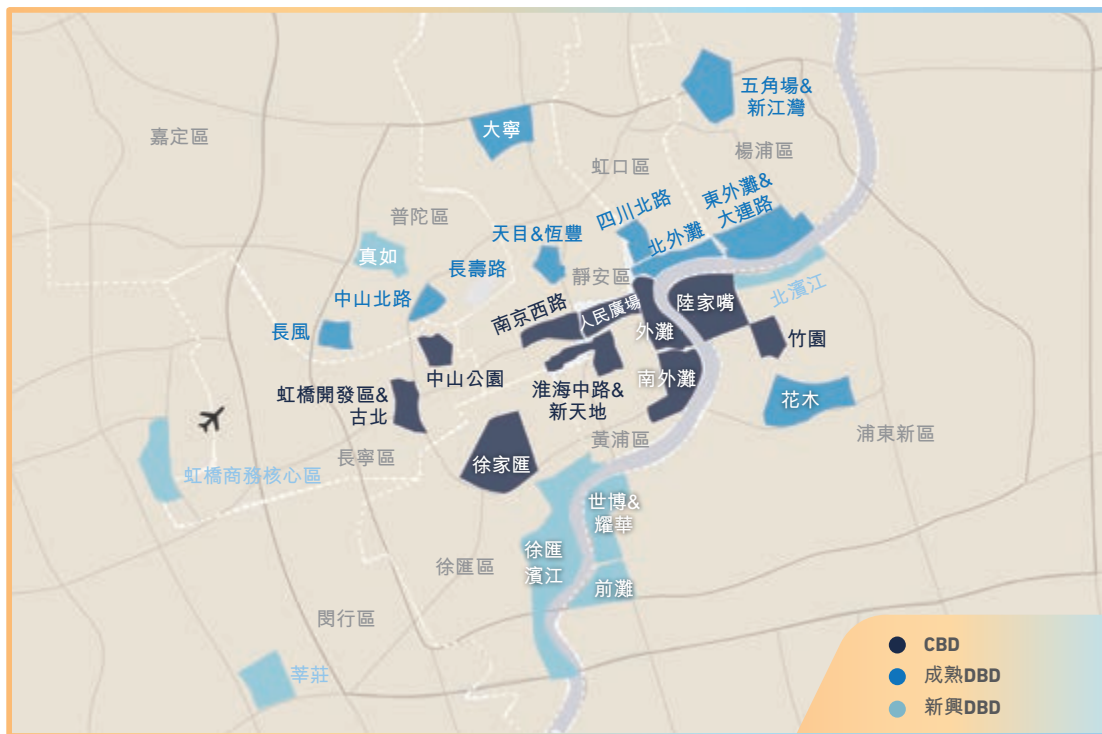 五角場&
新江灣
嘉定區
大寧
楊浦區
虹口區
東外灘&
大連路
四川北路
普陀區
北外灘
天目&恆豐
真如
長壽路
靜安區
北濱江
中山北路
南京西路
人民廣場
陸家嘴
長風
外灘
竹園
中山公園
淮海中路&
新天地
南外灘
虹橋開發區&
古北
花木
黃浦區
浦東新區
長寧區
徐家匯
虹橋商務核心區
世博&
耀華
徐匯
濱江
徐匯區
前灘
閔行區
莘莊
CBD
成熟DBD
新興DBD